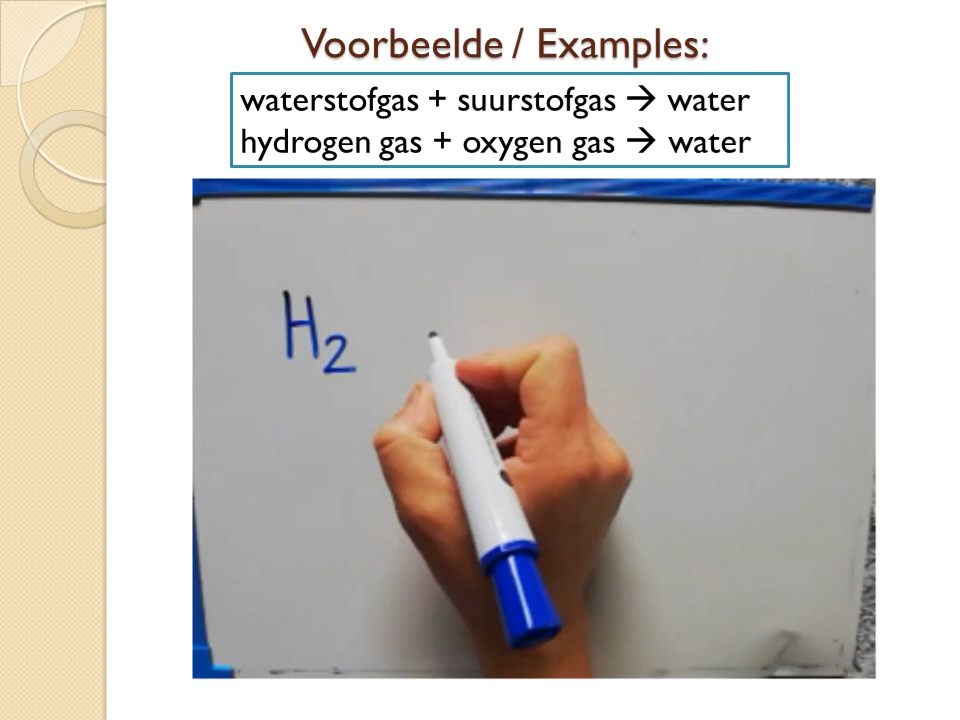 Voorbeelde / Examples:
waterstofgas + suurstofgas → water
hydrogen gas + oxygen gas → water
H₂